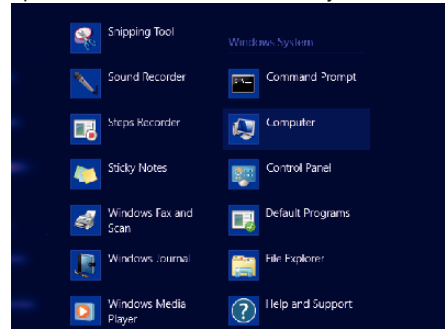 Snipping Tool
Sound Recorder
Steps Recorder
Sticky Notes
Windows Fax and
Scan
Windows Journal
Windows Media
Player
Windows System
Command Prompt
Computer
Control Panel
Default Programs
File Explorer
Help and Support